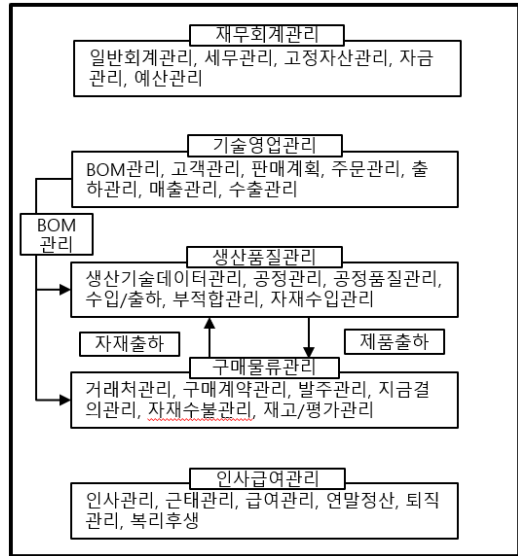 재무회계관리
일반회계관리, 세무관리, 고정자산관리, 자금
관리, 예산관리
기술영업관리
BOM관리, 고객관리, 판매계획, 주문관리, 출
하관리, 매출관리, 수출관리
BOM
관리
생산품질관리
생산기술데이터관리, 공정관리, 공정품질관리,
수입/출하, 부적합관리, 자재수입관리
자재출하
제품출하
구매물류관리
거래처관리, 구매계약관리, 발주관리, 지금결
의관리, 자재수불관리, 재고/평가관리
인사급여관리
인사관리, 근태관리, 급여관리, 연말정산, 퇴직
관리, 복리후생